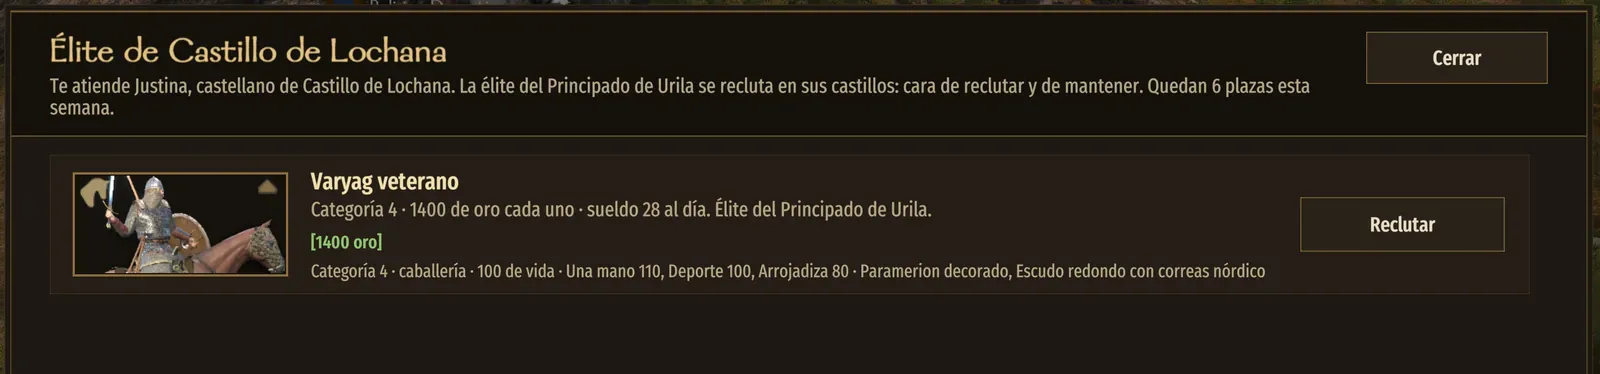 Élite de Castillo de Lochana
Te atiende Justina, castellano de Castillo de Lochana. La élite del Principado de Urila se recluta en sus castillos: cara de reclutar y de mantener. Quedan 6 plazas esta
semana.
Cerrar
Varyag veterano
Categoría 4 · 1400 de oro cada uno · sueldo 28 al día. Élite del Principado de Urila.
[1400 oro]
Categoría 4 · caballería · 100 de vida · Una mano 110, Deporte 100, Arrojadiza 80 · Paramerion decorado, Escudo redondo con correas nórdico
Reclutar